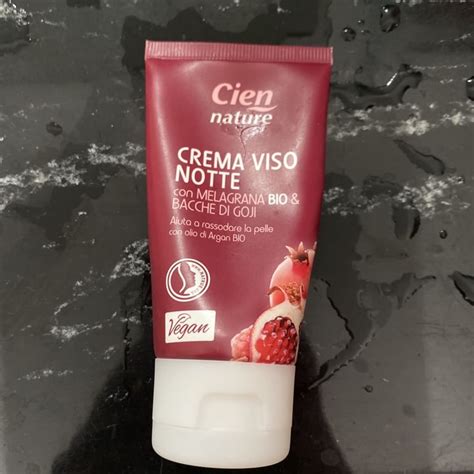 Cien
nature
CREMA VISO
NOTTE
con MELAGRANA BIO &
BACCHE DI GOJI
Aiuta a rassodare la pelle
con olio di Argan BIO
Vegan